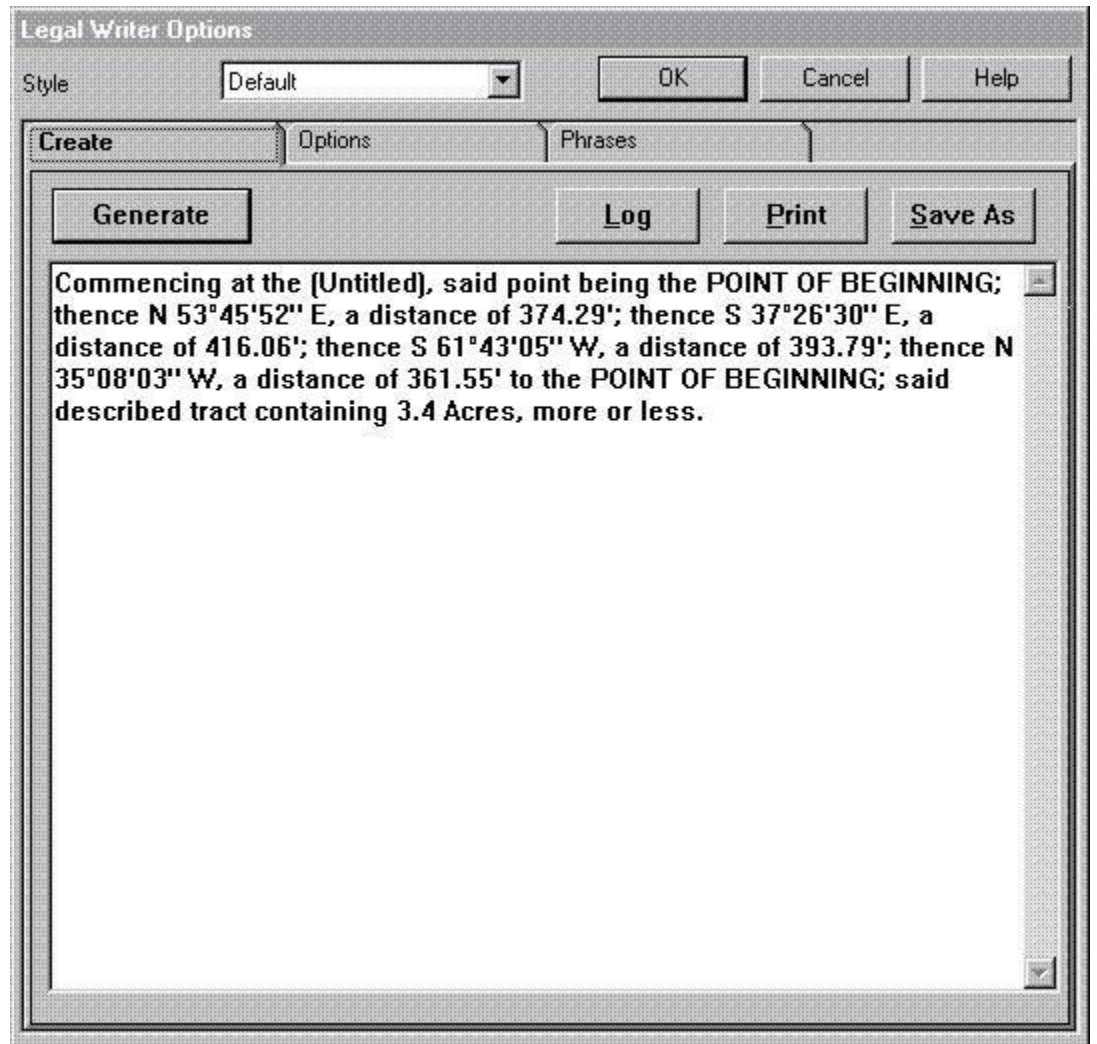 Legal Writer Options
Style Default OK Cancel Help
Create Options Phrases
Generate Log Print Save As
Commencing at the (Untitled), said point being the POINT OF BEGINNING;
thence N 53°45'52" E, a distance of 374.29'; thence S 37°26'30" E, a
distance of 416.06'; thence S 61°43'05" W, a distance of 393.79'; thence N
35°08'03" W, a distance of 361.55' to the POINT OF BEGINNING; said
described tract containing 3.4 Acres, more or less.